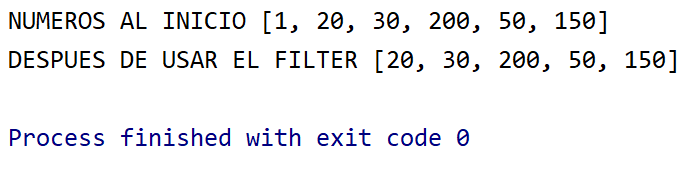 NUMEROS AL INICIO [1, 20, 30, 200, 50, 150]
DESPUES DE USAR EL FILTER [20, 30, 200, 50, 150]
Process finished with exit code 0